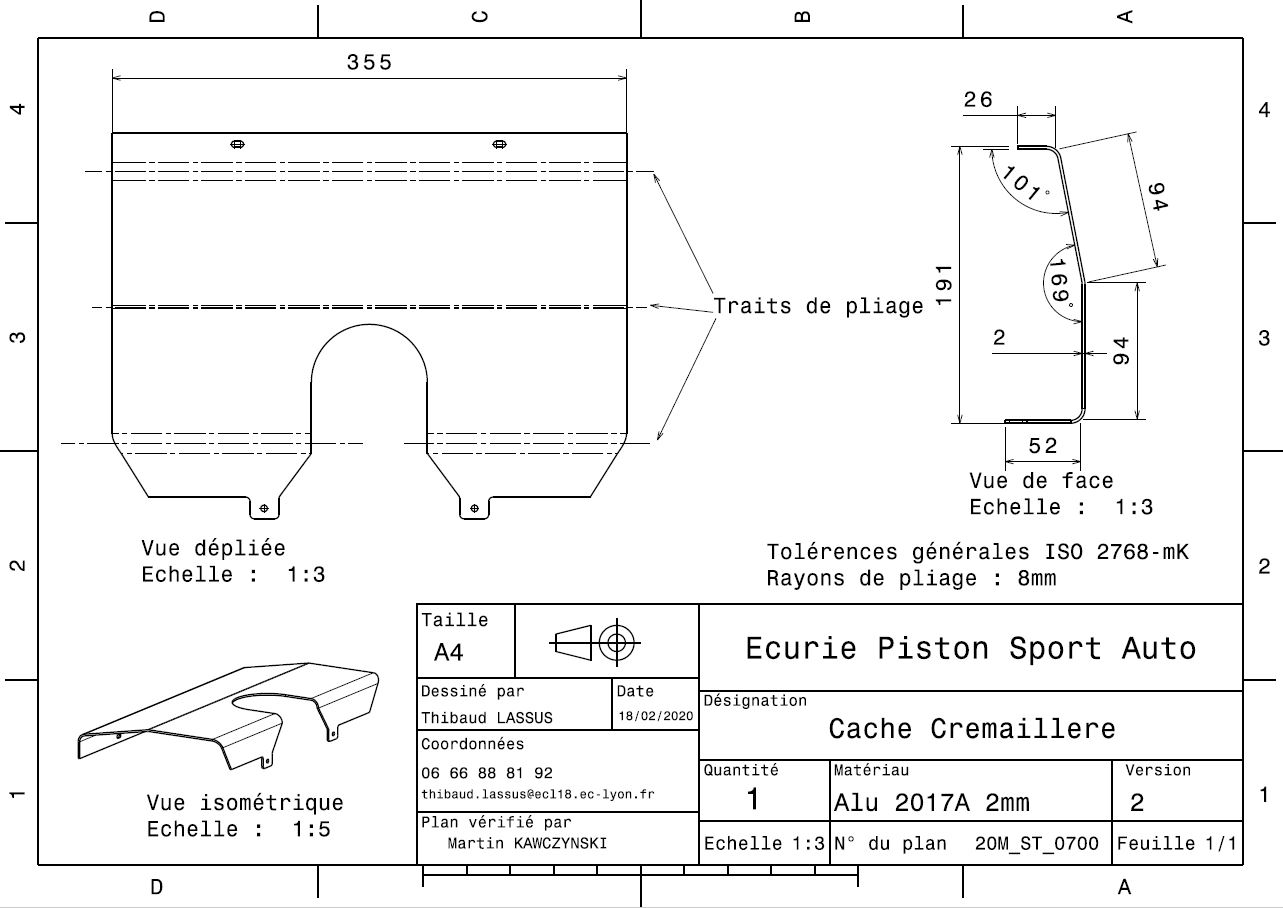 D C B A
4 4
3 3
2 2
1 1
355
Traits de pliage
26
101°
94
191
169°
2
94
52
Vue de face
Echelle : 1:3
Vue dépliée
Echelle : 1:3
Tolérences générales ISO 2768-mK
Rayons de pliage : 8mm
Vue isométrique
Echelle : 1:5
Taille
A4
Ecurie Piston Sport Auto
Dessiné par
Thibaud LASSUS
Date
18/02/2020
Désignation
Cache Cremaillere
Coordonnées
06 66 88 81 92
thibaud.lassus@ecl18.ec-lyon.fr
Quantité
1
Matériau
Alu 2017A 2mm
Version
2
Plan vérifié par
Martin KAWCZYNSKI
Echelle 1:3
N° du plan 20M_ST_0700
Feuille 1/1
D A